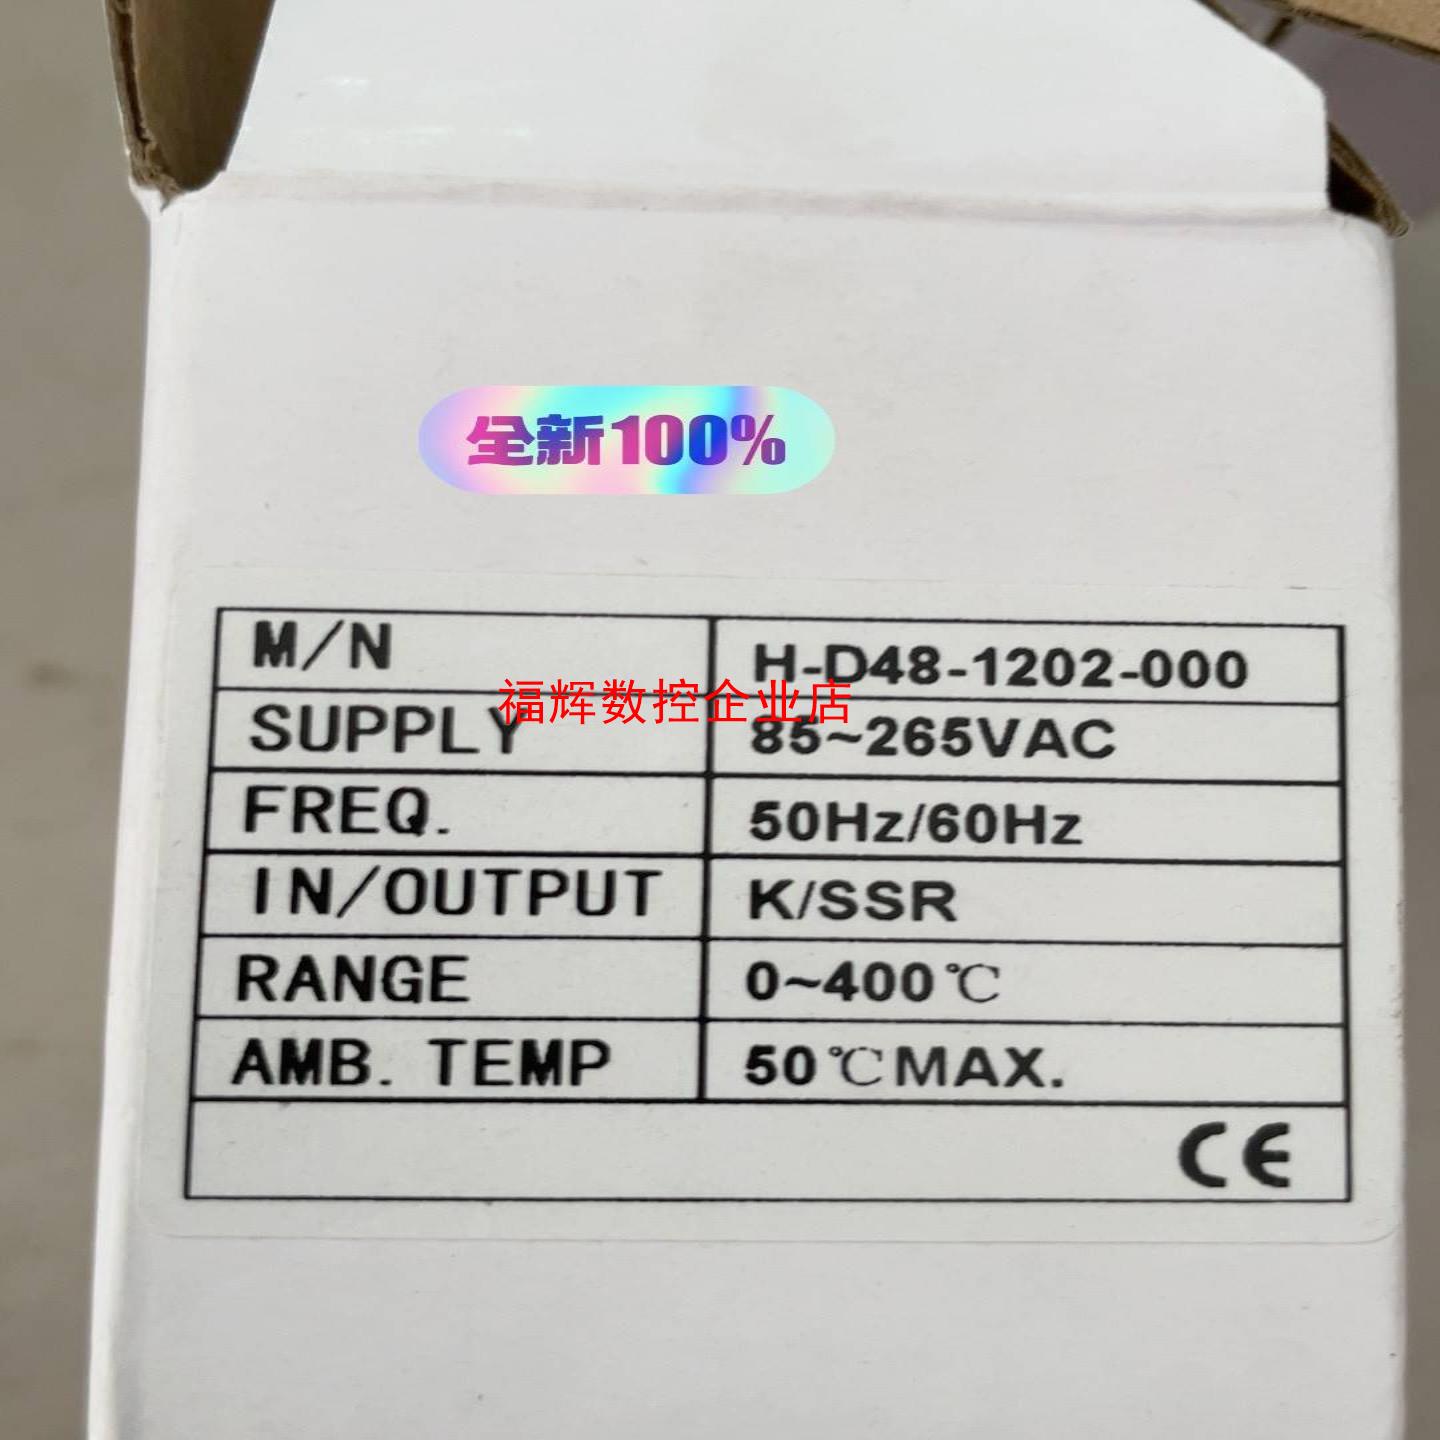 全新100%
M/N H-D48-1202-000
福辉数控企业店
SUPPLY 85~265VAC
FREQ. 50Hz/60Hz
IN/OUTPUT K/SSR
RANGE 0~400℃
AMB. TEMP 50℃MAX.
CE